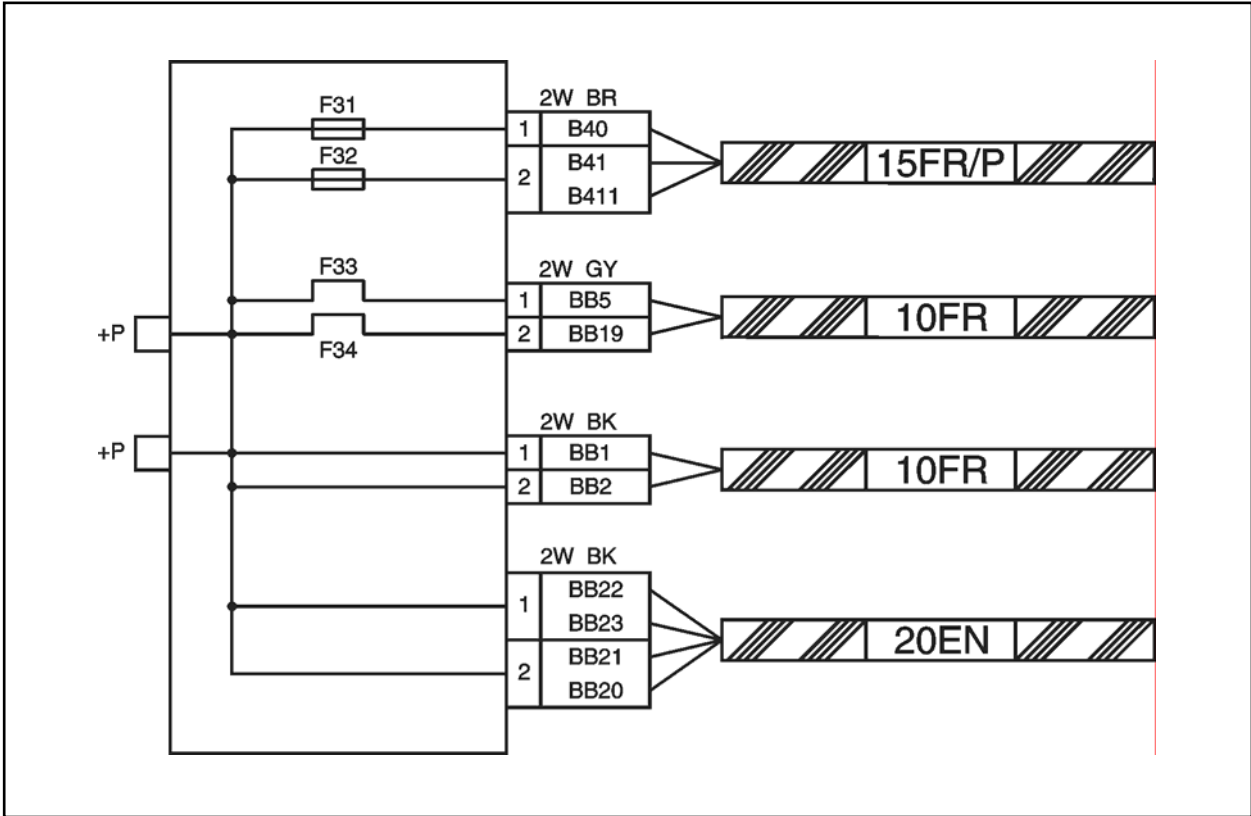 2W BR
F31
1 B40
15FR/P
F32
2 B41
B411
2W GY
F33
1 BB5
10FR
+P
2 BB19
F34
2W BK
+P
1 BB1
10FR
2 BB2
2W BK
1 BB22
BB23
20EN
2 BB21
BB20